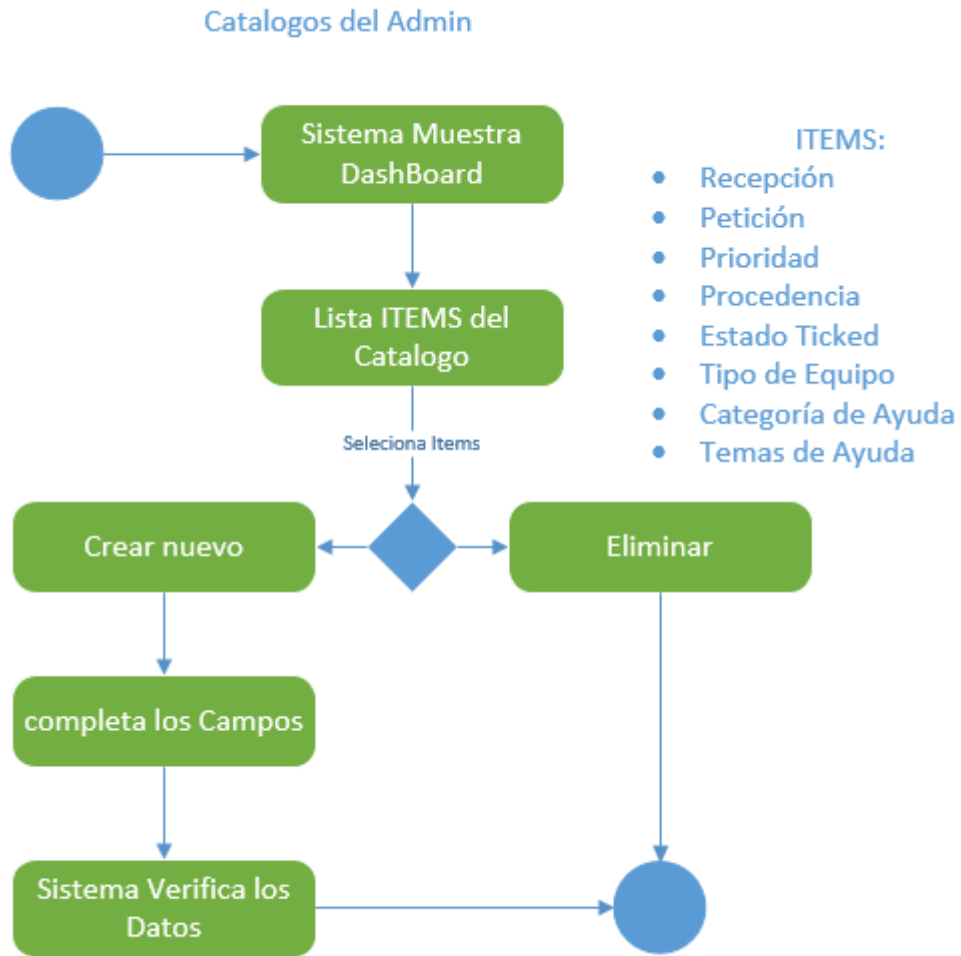 Catalogos del Admin
Sistema Muestra
DashBoard
ITEMS:
Recepción
Petición
Prioridad
Procedencia
Estado Ticked
Tipo de Equipo
Categoría de Ayuda
Temas de Ayuda
Lista ITEMS del
Catalogo
Seleciona Items
Crear nuevo
Eliminar
completa los Campos
Sistema Verifica los
Datos